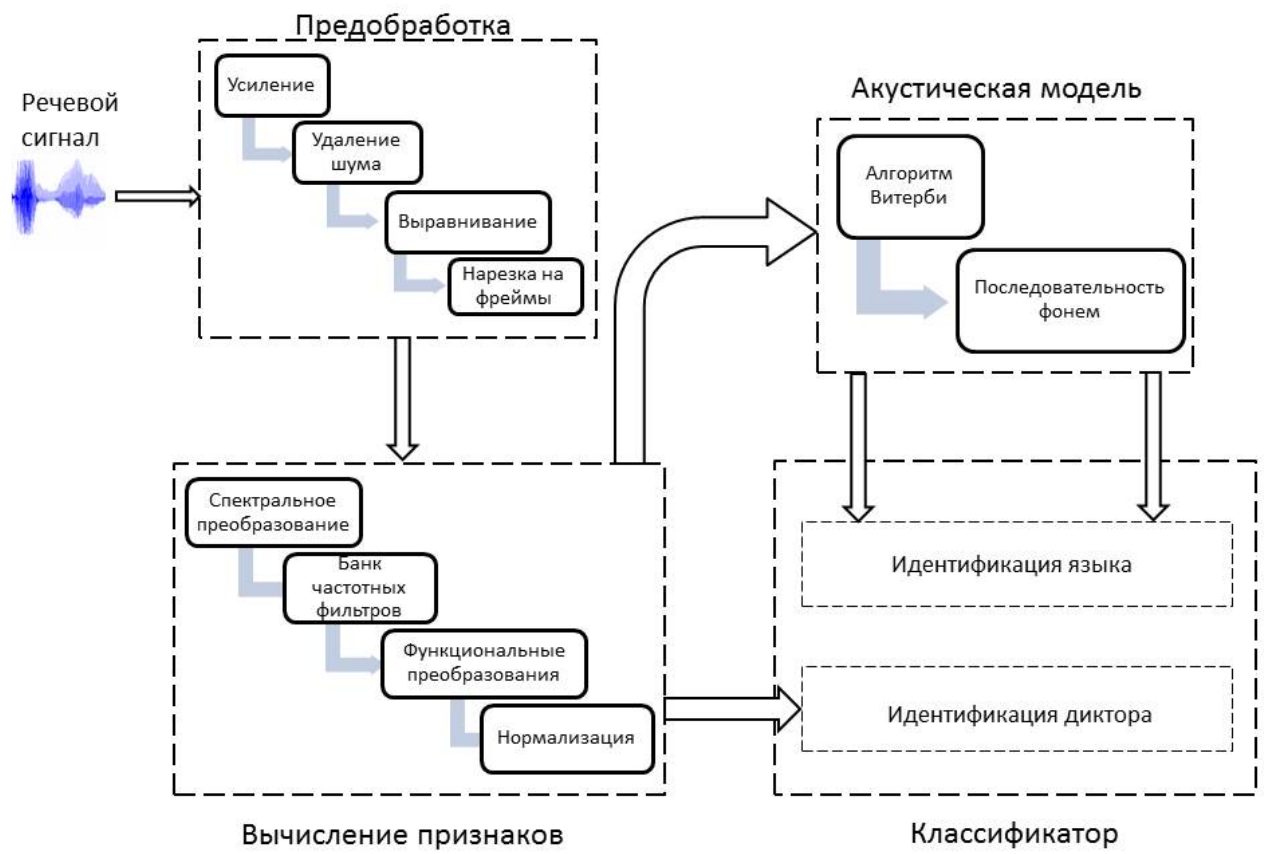 Предобработка
Речевой
сигнал
Усиление
Удаление
шума
Выравнивание
Нарезка на
фреймы
Акустическая модель
Алгоритм
Витерби
Последовательность
фонем
Спектральное
преобразование
Банк
частотных
фильтров
Функциональные
преобразования
Нормализация
Вычисление признаков
Идентификация языка
Идентификация диктора
Классификатор